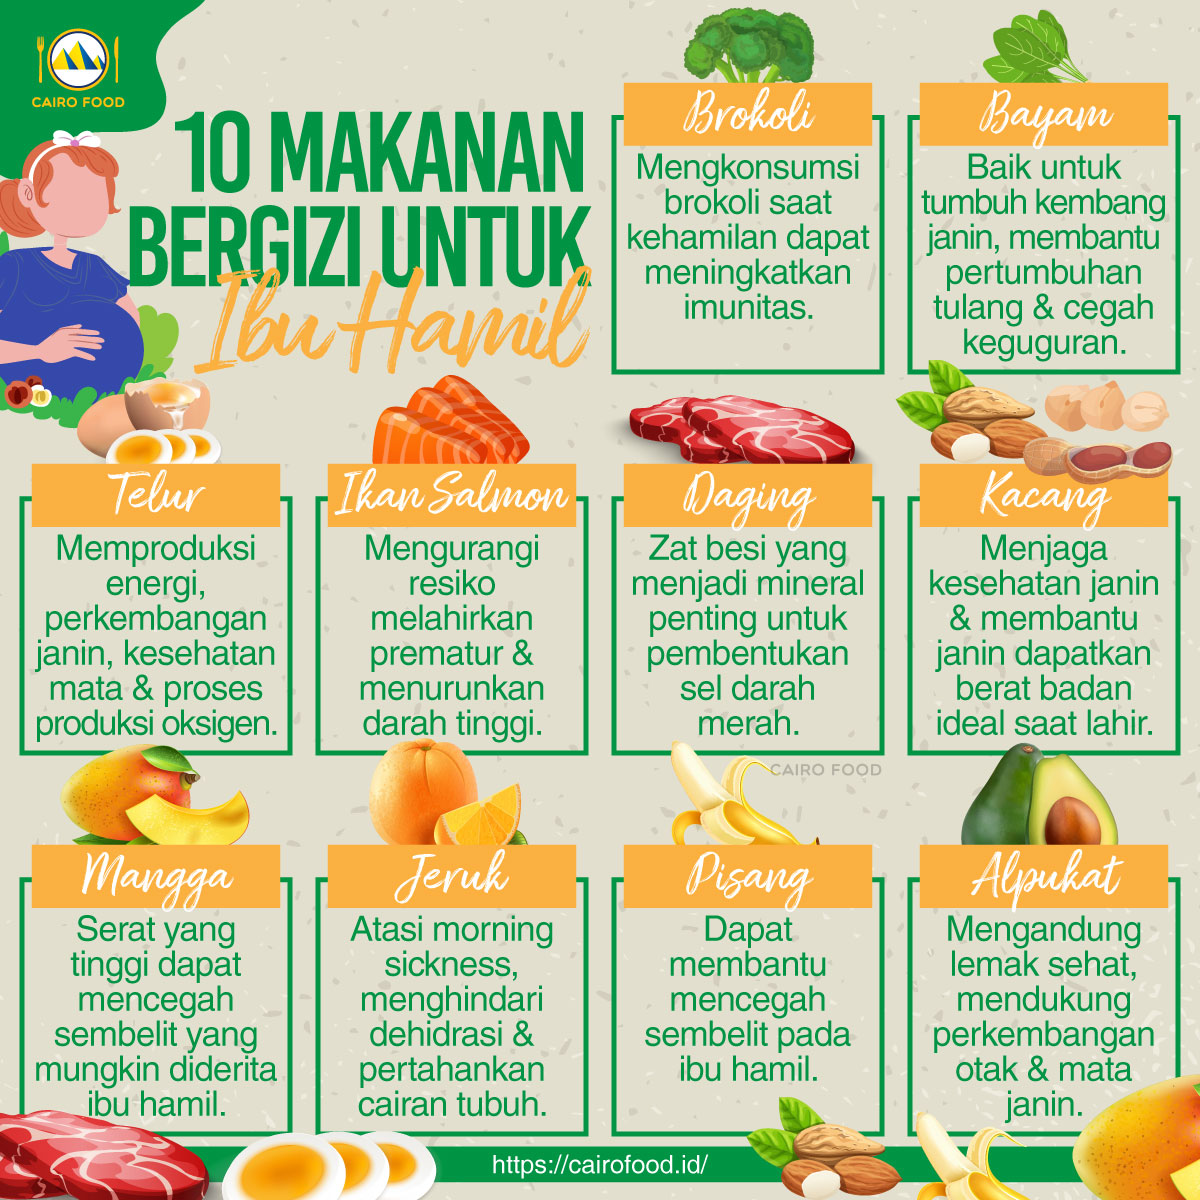 CAIRO FOOD
10 MAKANAN
BERGIZI UNTUK
Ibu Hamil
Brokoli
Mengkonsumsi
brokoli saat
kehamilan dapat
meningkatkan
imunitas.
Bayam
Baik untuk
tumbuh kembang
janin, membantu
pertumbuhan
tulang & cegah
keguguran.
Telur
Memproduksi
energi,
perkembangan
janin, kesehatan
mata & proses
produksi oksigen.
Ikan Salmon
Mengurangi
resiko
melahirkan
prematur &
menurunkan
darah tinggi.
Daging
Zat besi yang
menjadi mineral
penting untuk
pembentukan
sel darah
merah.
Kacang
Menjaga
kesehatan janin
& membantu
janin dapatkan
berat badan
ideal saat lahir.
CAIRO FOOD
Mangga
Serat yang
tinggi dapat
mencegah
sembelit yang
mungkin diderita
ibu hamil.
Jeruk
Atasi morning
sickness,
menghindari
dehidrasi &
pertahankan
cairan tubuh.
Pisang
Dapat
membantu
mencegah
sembelit pada
ibu hamil.
Alpukat
Mengandung
lemak sehat,
mendukung
perkembangan
otak & mata
janin.
https://cairofood.id/